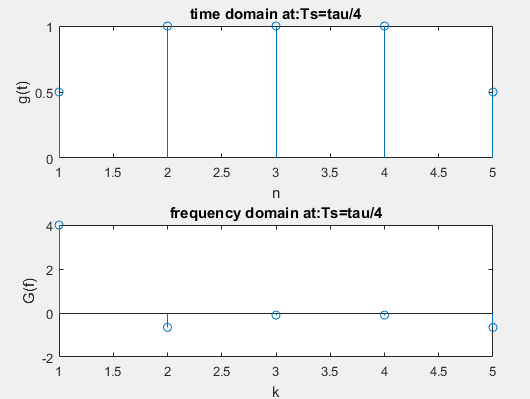 time domain at:Ts=tau/4
1
0.5
0
g(t)
1 1.5 2 2.5 3 3.5 4 4.5 5
n
frequency domain at:Ts=tau/4
4
2
0
-2
G(f)
1 1.5 2 2.5 3 3.5 4 4.5 5
k